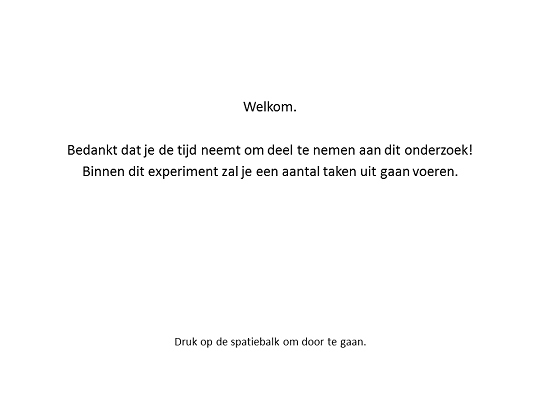 Welkom.
Bedankt dat je de tijd neemt om deel te nemen aan dit onderzoek!
Binnen dit experiment zal je een aantal taken uit gaan voeren.
Druk op de spatiebalk om door te gaan.